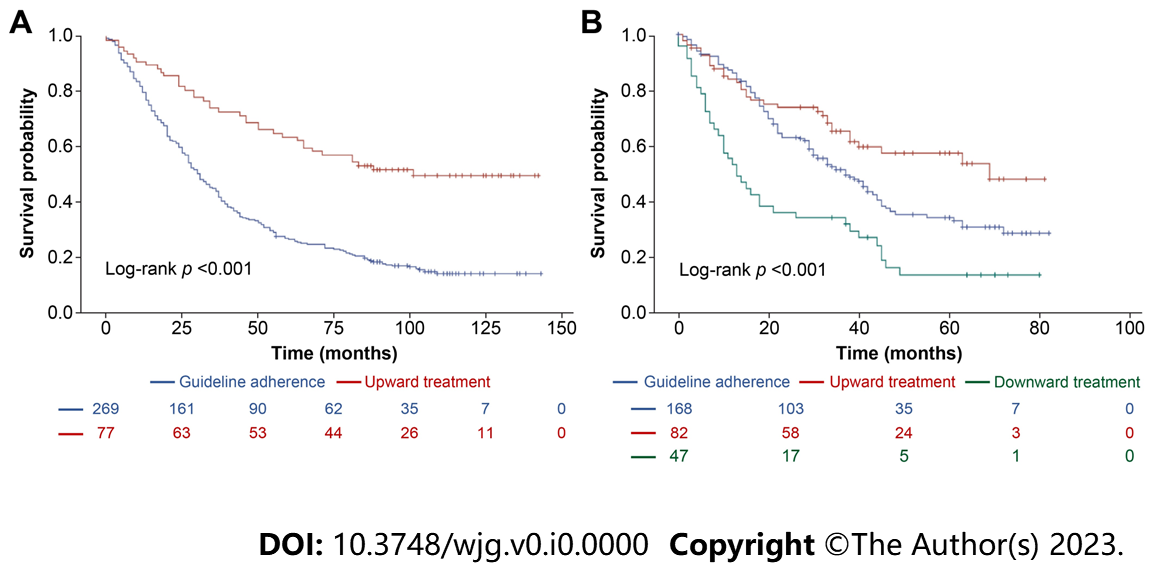 A
Survival probability
1.0
0.8
0.6
0.4
0.2
0.0
Log-rank p <0.001
0 25 50 75 100 125 150
Time (months)
Guideline adherence Upward treatment
269 161 90 62 35 7 0
77 63 53 44 26 11 0
B
Survival probability
1.0
0.8
0.6
0.4
0.2
0.0
Log-rank p <0.001
0 20 40 60 80 100
Time (months)
Guideline adherence Upward treatment Downward treatment
168 103 35 7 0
82 58 24 3 0
47 17 5 1 0
DOI: 10.3748/wjg.v0.i0.0000 Copyright ©The Author(s) 2023.